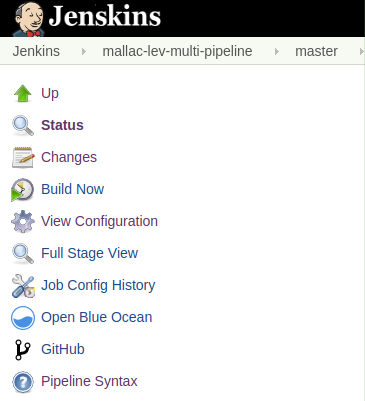 Jenskins
Jenkins mallac-lev-multi-pipeline master
Up
Status
Changes
Build Now
View Configuration
Full Stage View
Job Config History
Open Blue Ocean
GitHub
Pipeline Syntax